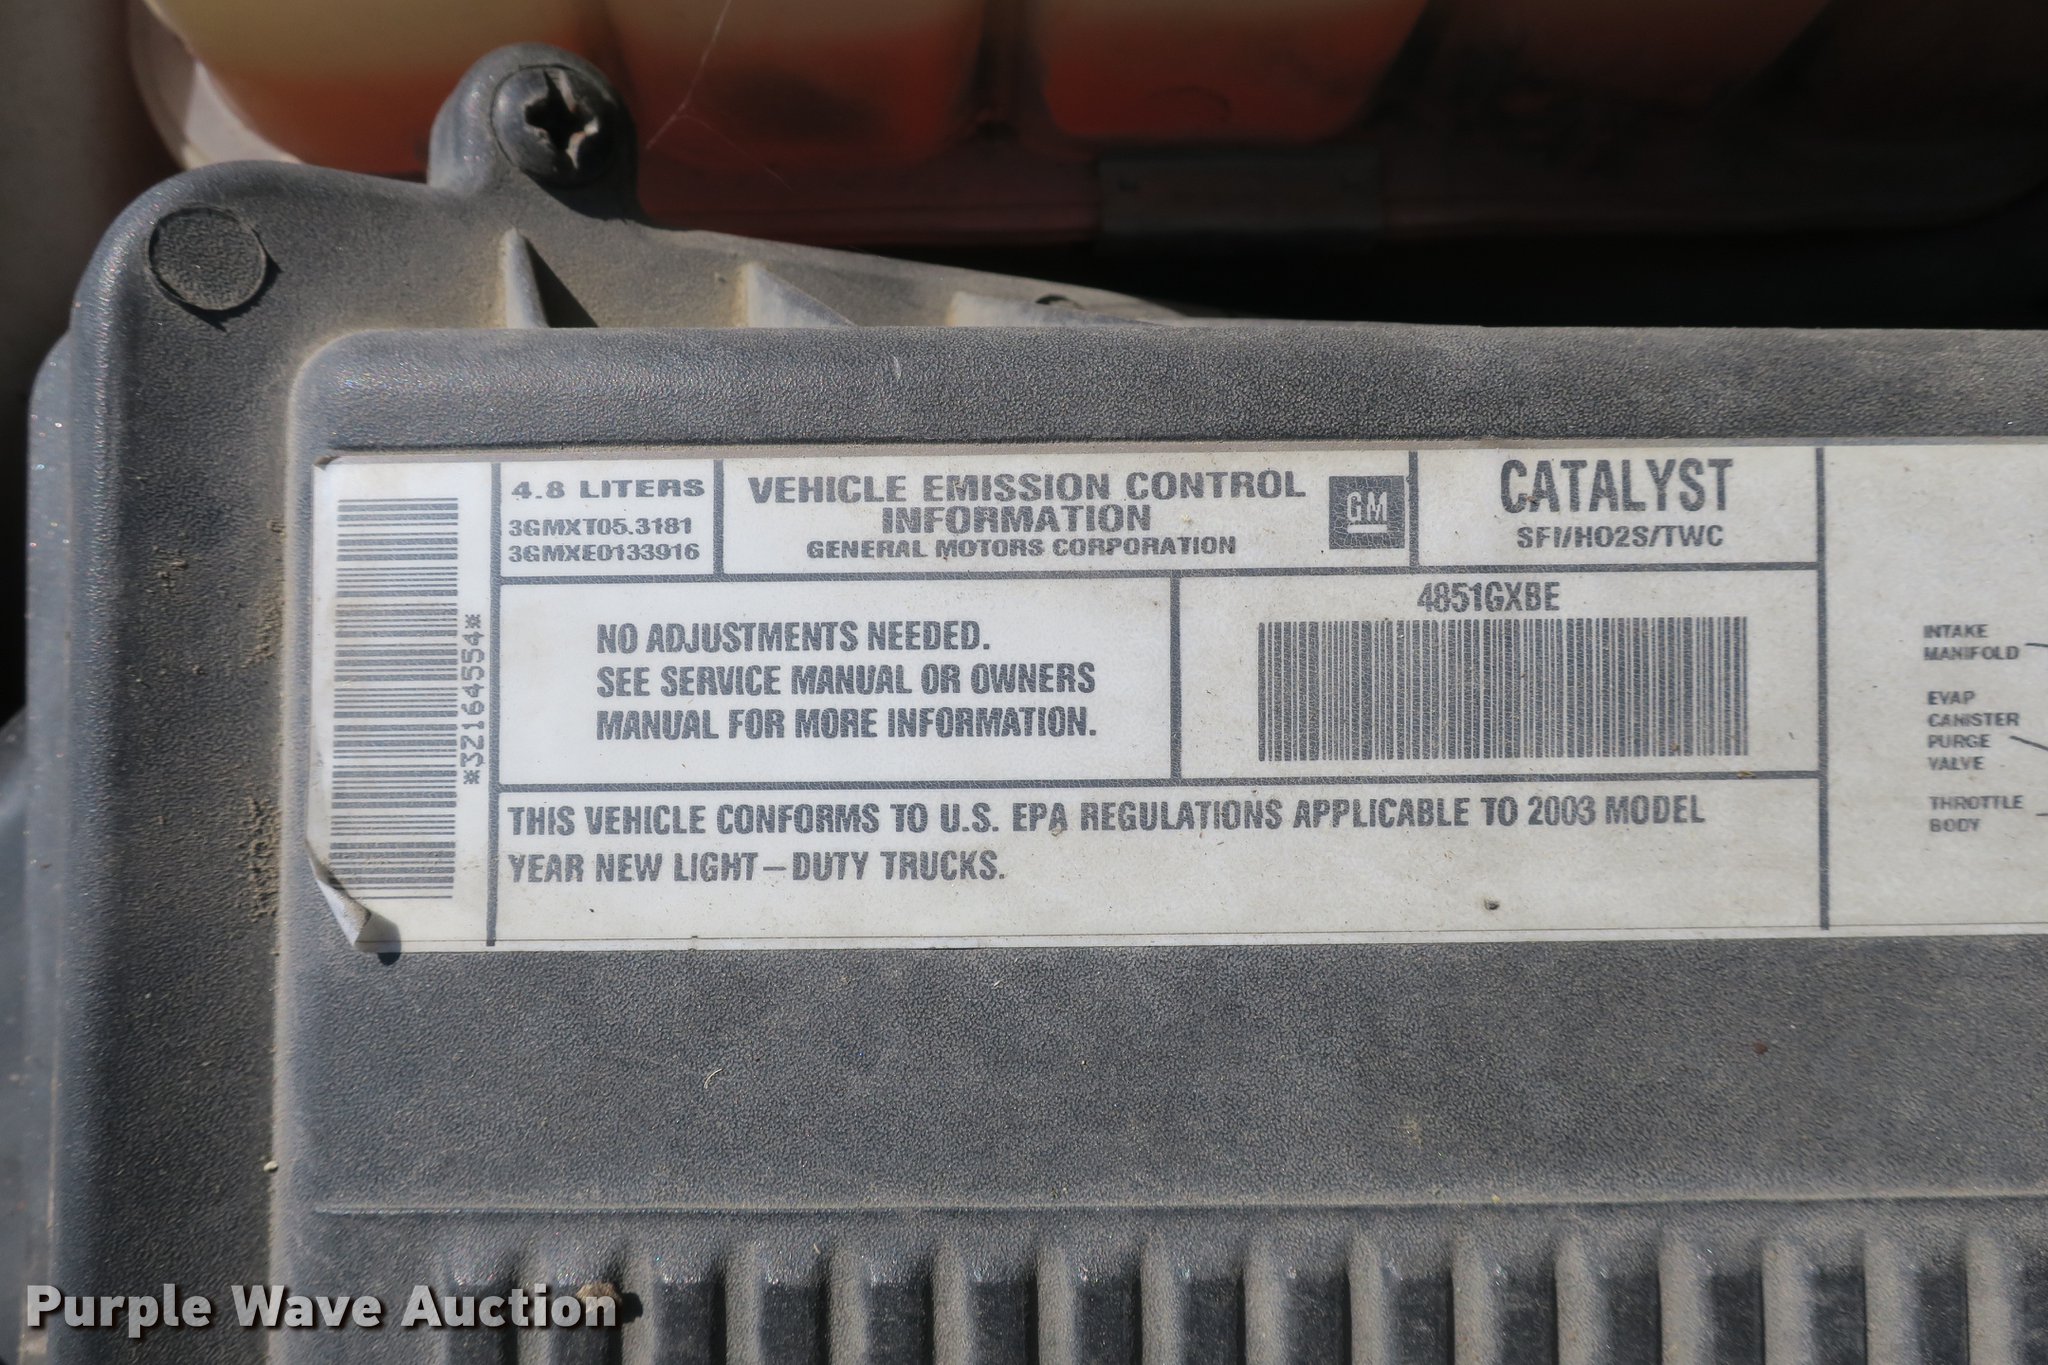 *32164554*
4.8 LITERS
3GMXT05.3181
3GMXE0133916
VEHICLE EMISSION CONTROL
INFORMATION
GENERAL MOTORS CORPORATION
GM
CATALYST
SFI/HO2S/TWC
NO ADJUSTMENTS NEEDED.
SEE SERVICE MANUAL OR OWNERS
MANUAL FOR MORE INFORMATION.
4851GXBE
THIS VEHICLE CONFORMS TO U.S. EPA REGULATIONS APPLICABLE TO 2003 MODEL
YEAR NEW LIGHT-DUTY TRUCKS.
INTAKE
MANIFOLD
EVAP
CANISTER
PURGE
VALVE
THROTTLE
BODY
Purple Wave Auction